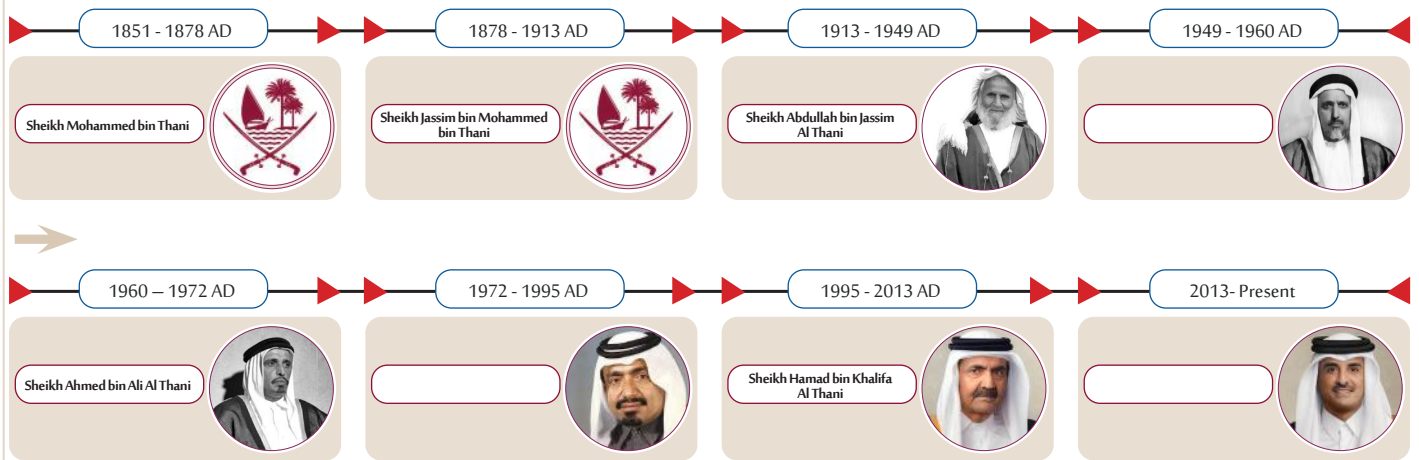 1851 - 1878 AD
1878 - 1913 AD
1913 - 1949 AD
1949 - 1960 AD
Sheikh Mohammed bin Thani
Sheikh Jassim bin Mohammed
bin Thani
Sheikh Abdullah bin Jassim
Al Thani
1960 – 1972 AD
1972 - 1995 AD
1995 - 2013 AD
2013- Present
Sheikh Ahmed bin Ali Al Thani
Sheikh Hamad bin Khalifa
Al Thani